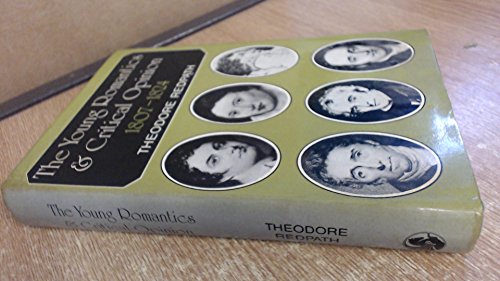 The Young Romantics
& Critical Opinion
1807-1824
THEODORE REDPATH
The Young Romantics
& Critical Opinion
THEODORE
REDPATH